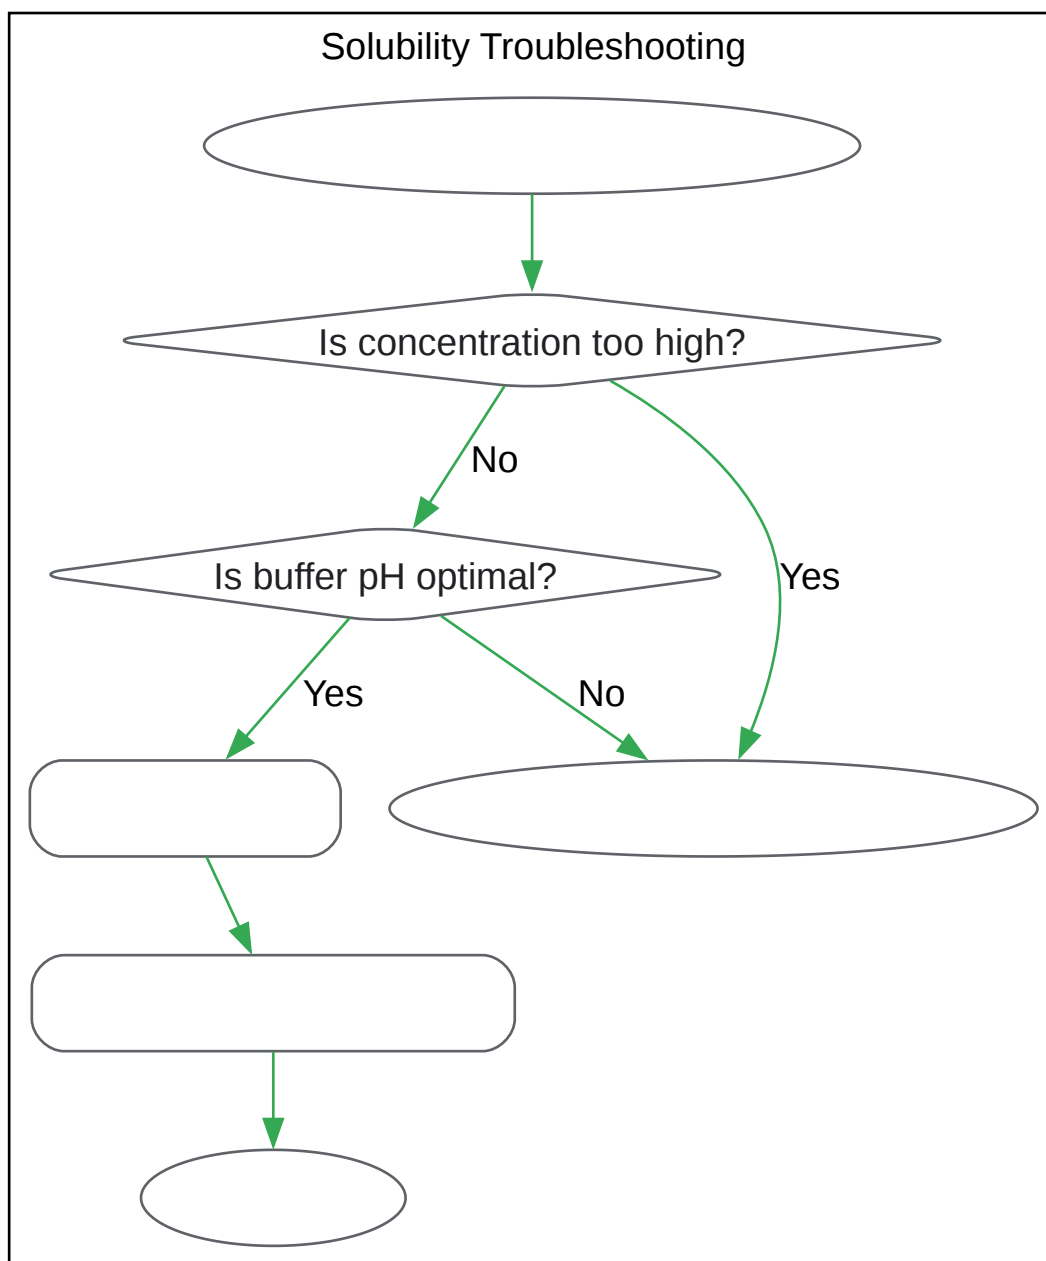 Solubility Troubleshooting
Is concentration too high?
No
Is buffer pH optimal?
Yes
Yes
No